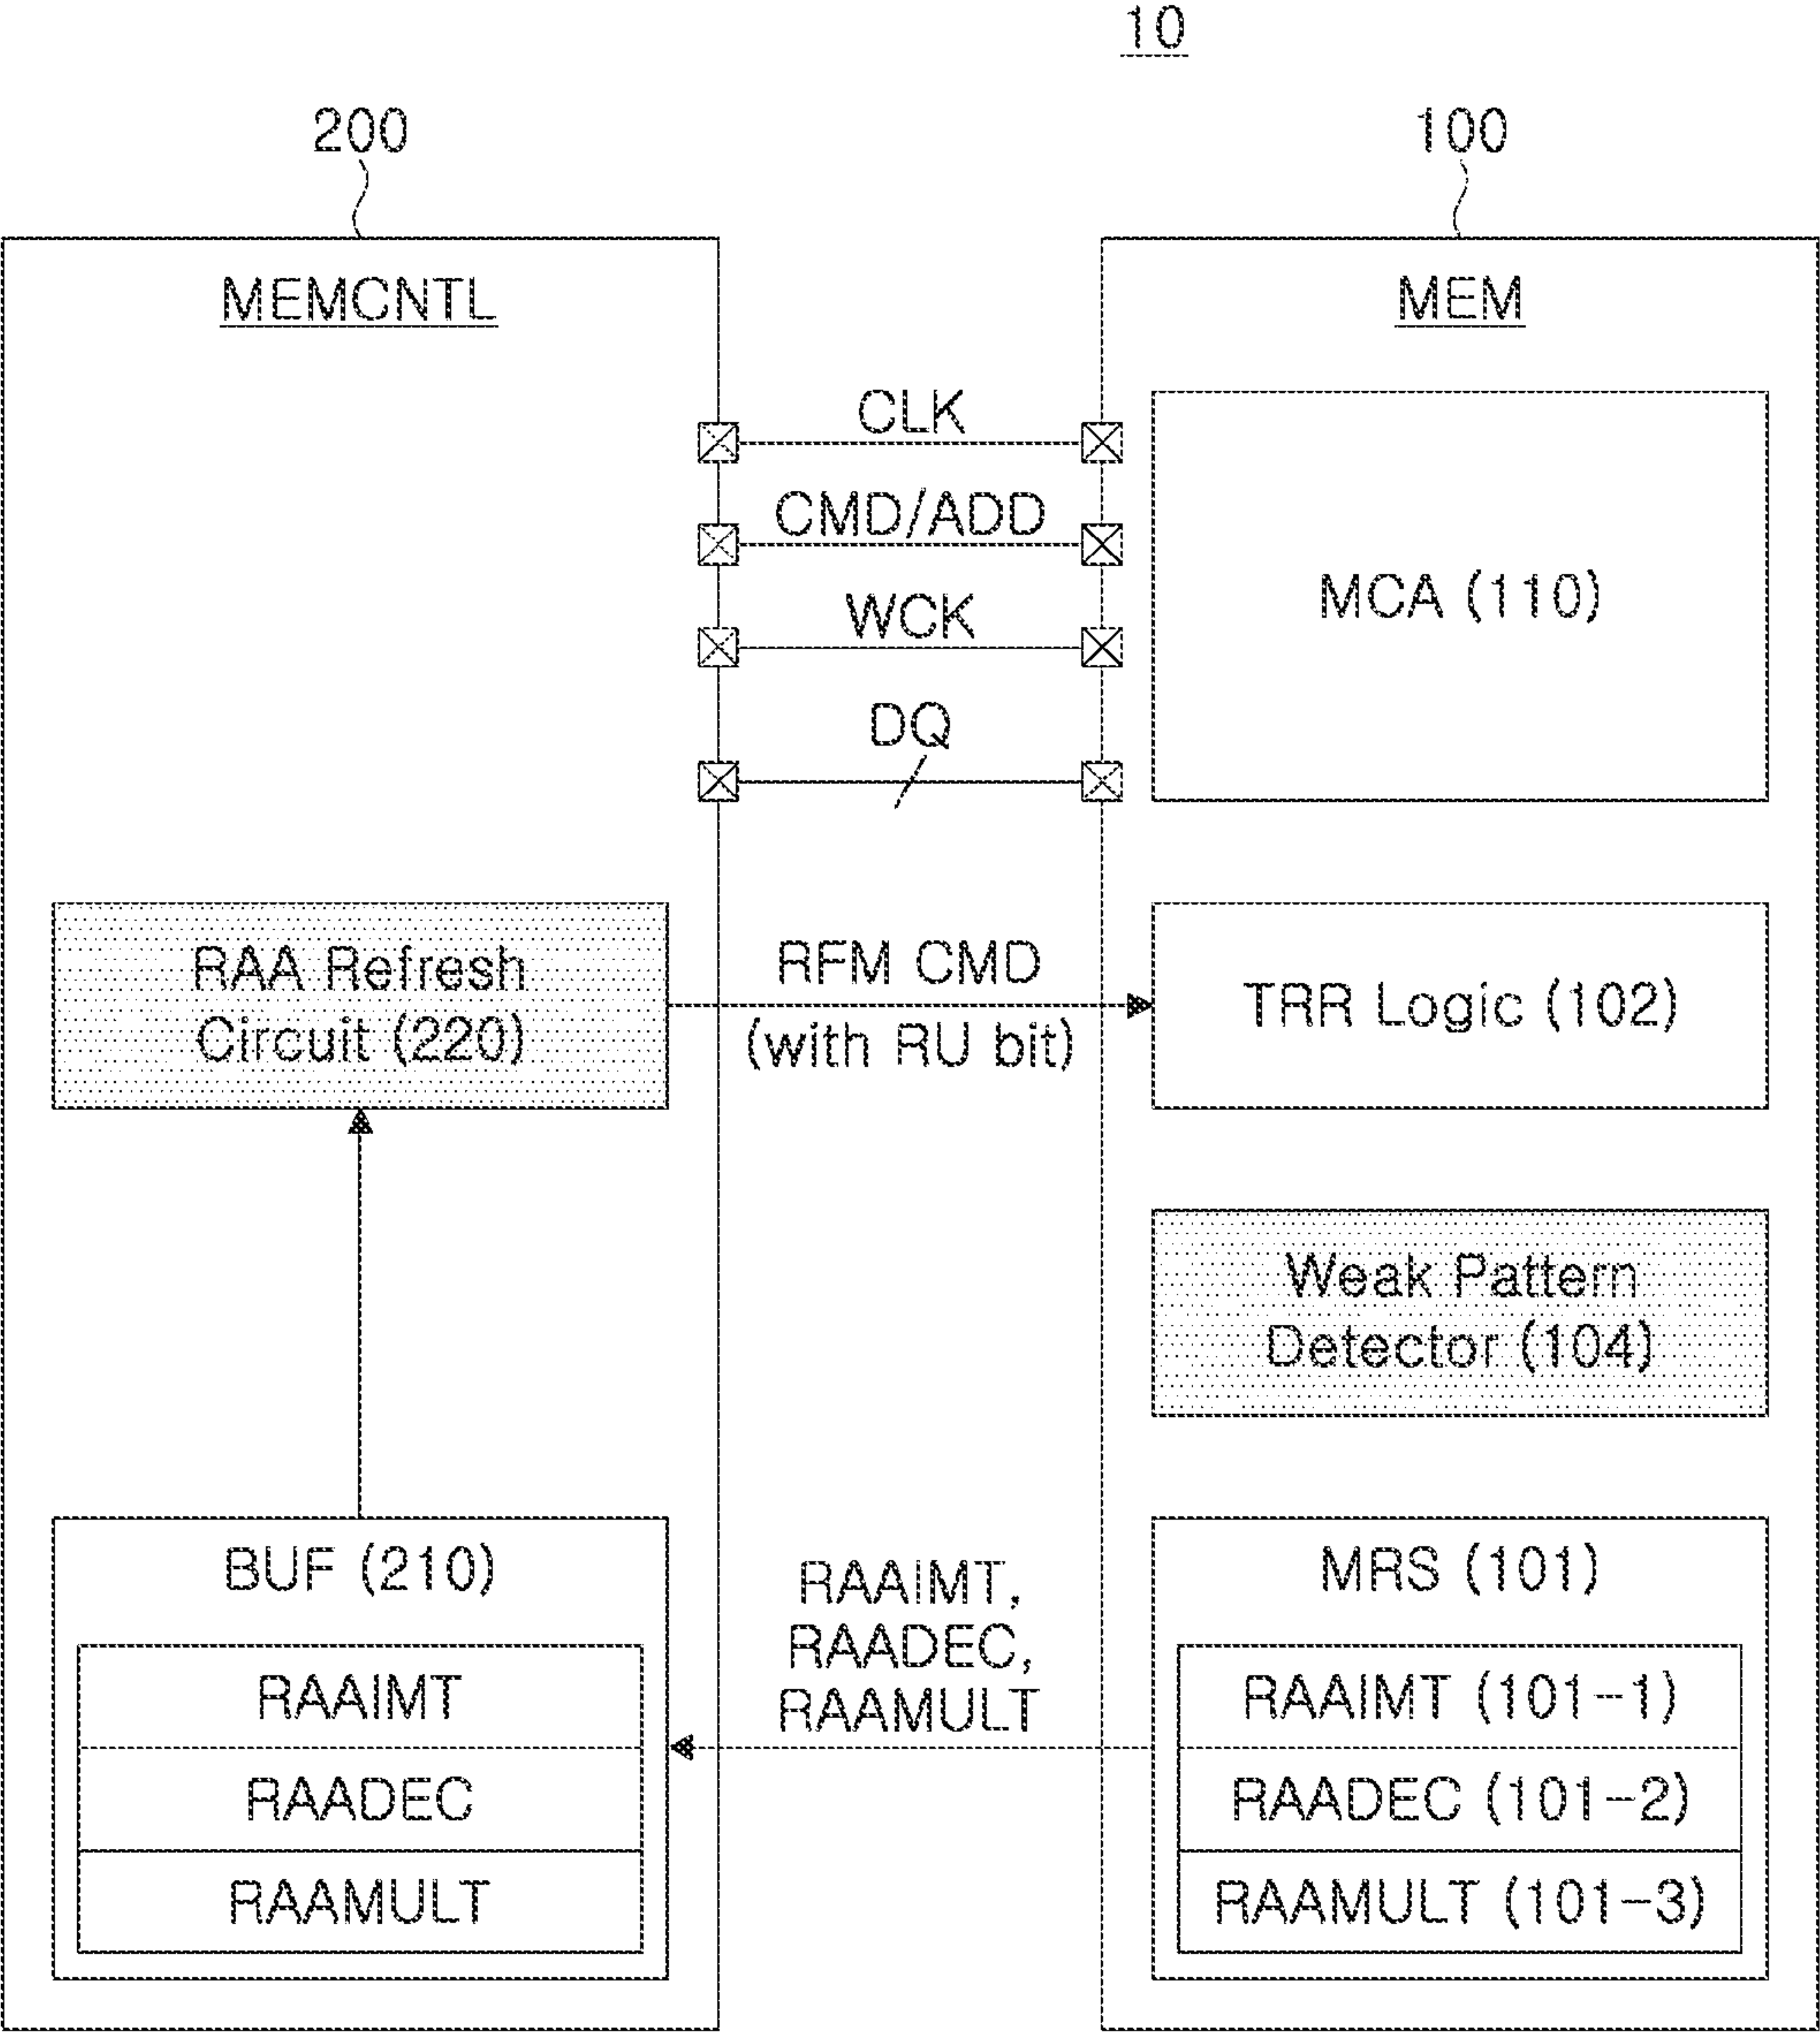 10
200
100
MEMCNTL
MEM
CLK
CMD/ADD
WCK
DQ
MCA (110)
RAA Refresh
Circuit (220)
RFM CMD
(with RU bit)
TRR Logic (102)
Weak Pattern
Detector (104)
BUF (210)
RAAIMT
RAADEC
RAAMULT
RAAIMT,
RAADEC,
RAAMULT
MRS (101)
RAAIMT (101-1)
RAADEC (101-2)
RAAMULT (101-3)